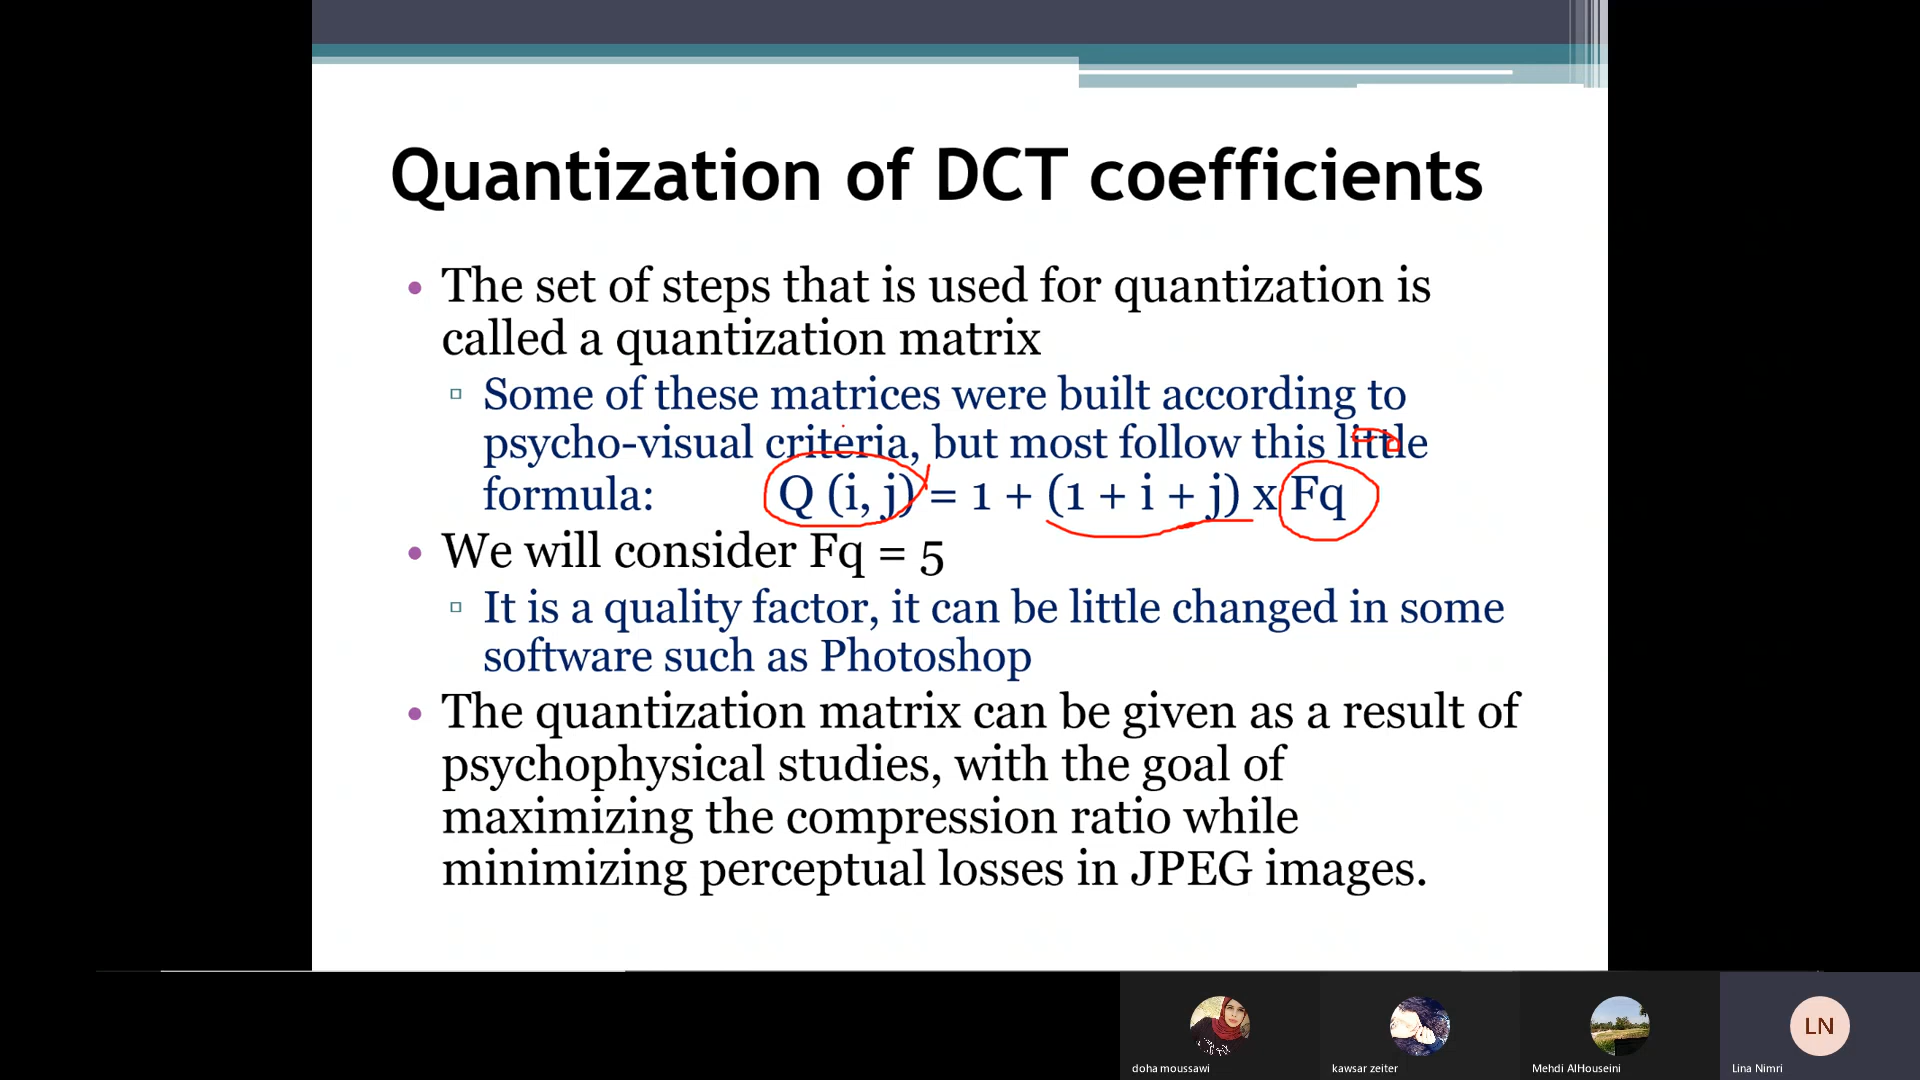 Quantization of DCT coefficients
• The set of steps that is used for quantization is
called a quantization matrix
▫ Some of these matrices were built according to
psycho-visual criteria, but most follow this little
formula: Q (i, j) = 1 + (1 + i + j) x Fq
• We will consider Fq = 5
▫ It is a quality factor, it can be little changed in some
software such as Photoshop
• The quantization matrix can be given as a result of
psychophysical studies, with the goal of
maximizing the compression ratio while
minimizing perceptual losses in JPEG images.
LN
doha moussawi
kawsar zeiter
Mehdi AlHouseini
Lina Nimri